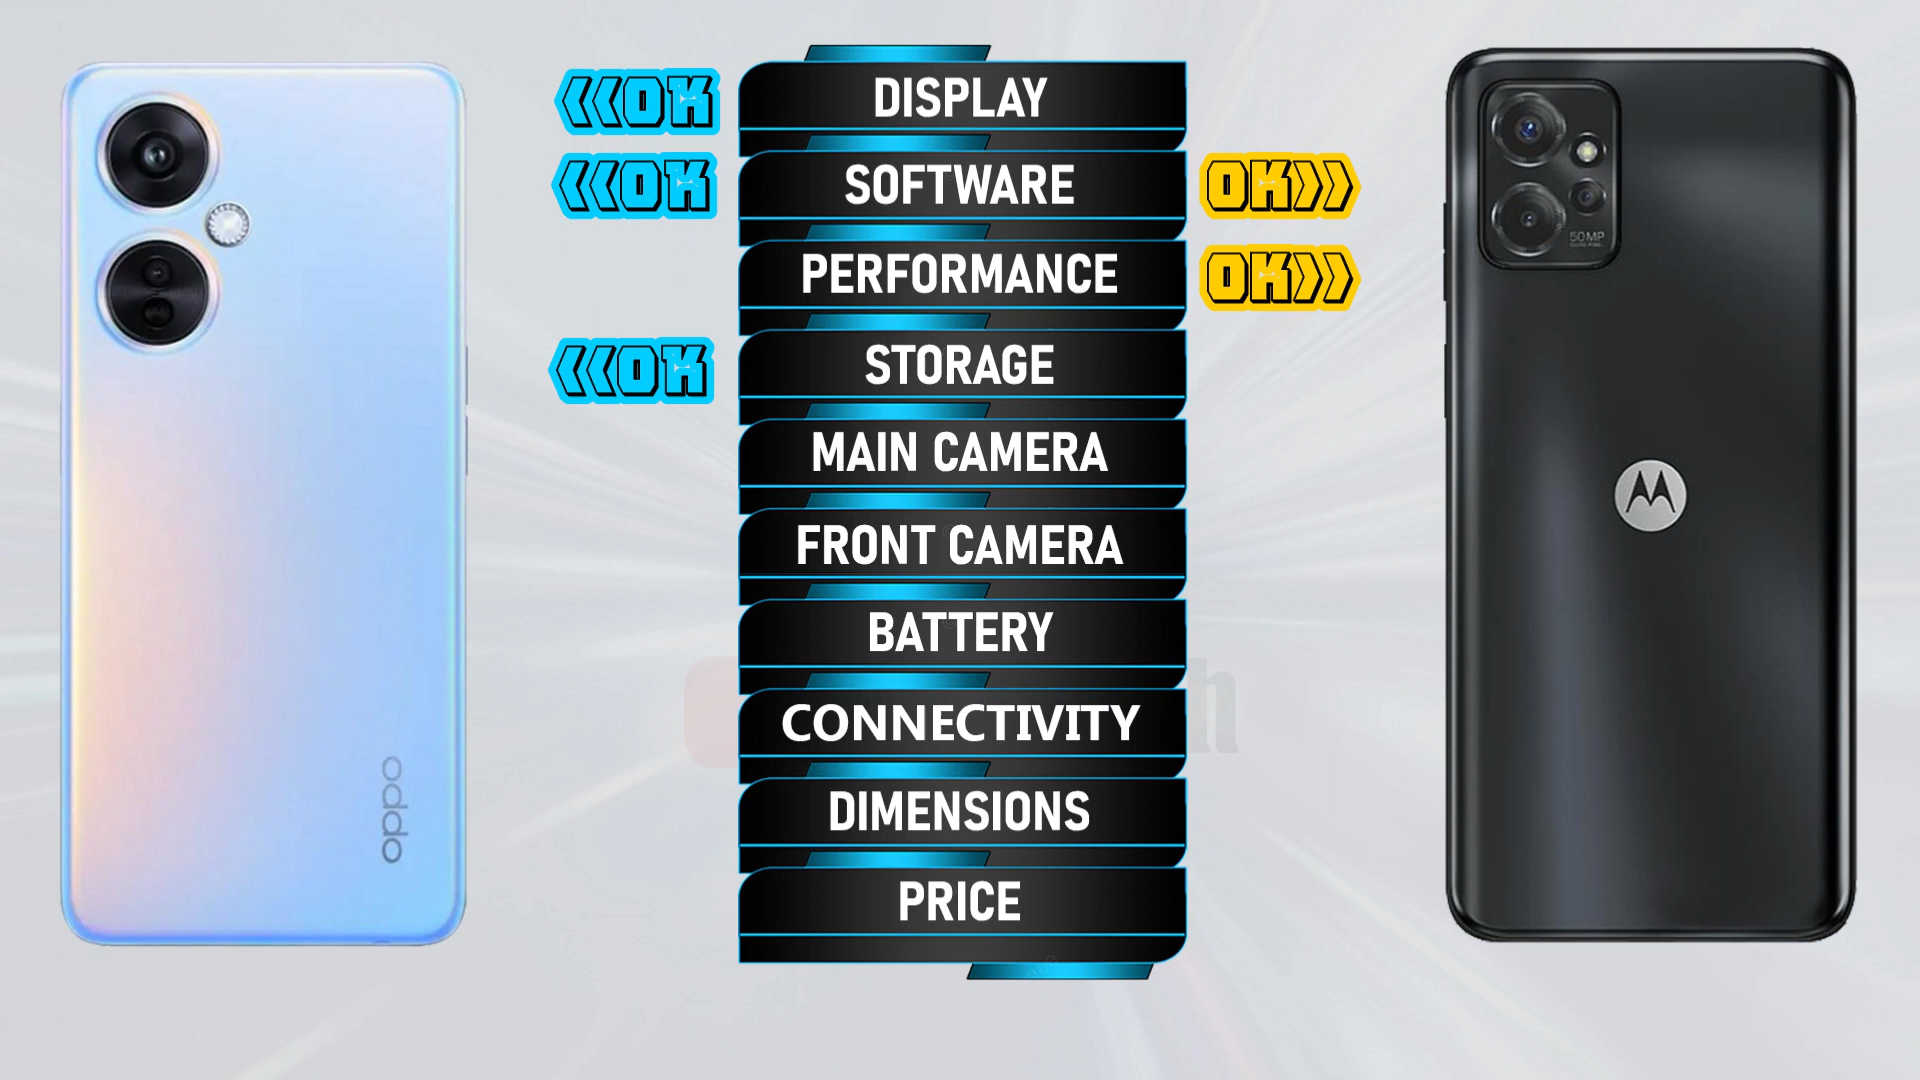 <<OK DISPLAY
<<OK SOFTWARE OK>>
PERFORMANCE OK>>
<<OK STORAGE
MAIN CAMERA
FRONT CAMERA
BATTERY
CONNECTIVITY
DIMENSIONS
PRICE
oppo
50MP